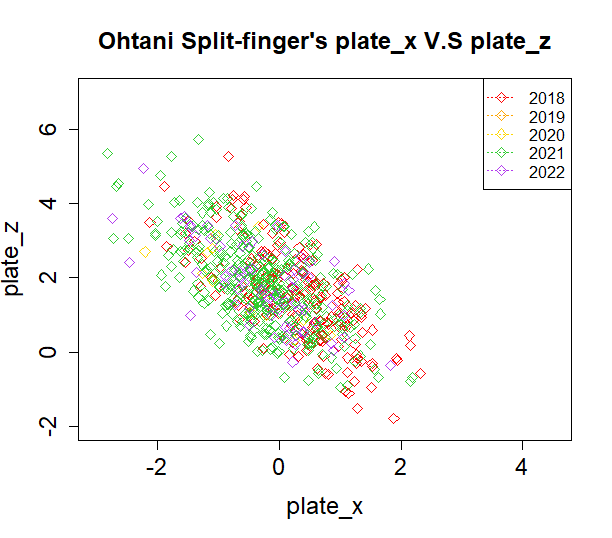 Ohtani Split-finger's plate_x V.S plate_z
2018
2019
2020
2021
2022
plate_z
6
4
2
0
-2
-2 0 2 4
plate_x